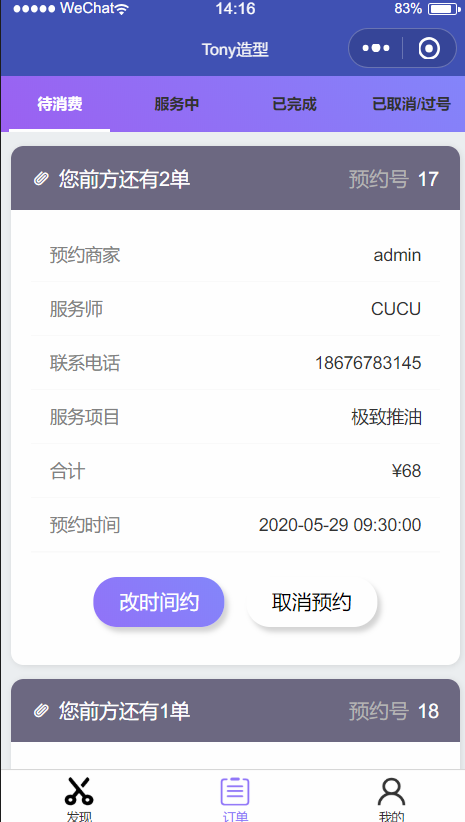 WeChat 14:16 83%
Tony造型
待消费 服务中 已完成 已取消/过号
您前方还有2单 预约号 17
预约商家 admin
服务师 CUCU
联系电话 18676783145
服务项目 极致推油
合计 ¥68
预约时间 2020-05-29 09:30:00
改时间约 取消预约
您前方还有1单 预约号 18
发现 订单 我的